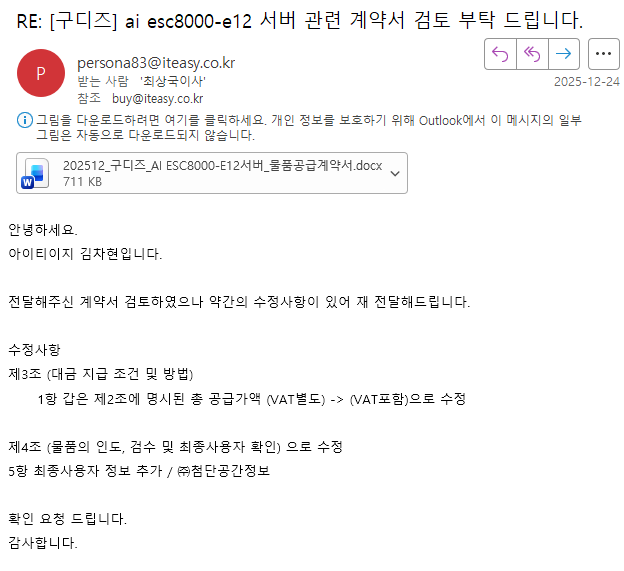 RE: [구디즈] ai esc8000-e12 서버 관련 계약서 검토 부탁 드립니다.
P
persona83@iteasy.co.kr
받는 사람 '최상국이사'
참조 buy@iteasy.co.kr
2025-12-24
그림을 다운로드하려면 여기를 클릭하세요. 개인 정보를 보호하기 위해 Outlook에서 이 메시지의 일부
그림은 자동으로 다운로드되지 않습니다.
W
202512_구디즈_AI ESC8000-E12서버_물품공급계약서.docx
711 KB
안녕하세요.
아이티이지 김차현입니다.
전달해주신 계약서 검토하였으나 약간의 수정사항이 있어 재 전달해드립니다.
수정사항
제3조 (대금 지급 조건 및 방법)
1항 갑은 제2조에 명시된 총 공급가액 (VAT별도) -> (VAT포함)으로 수정
제4조 (물품의 인도, 검수 및 최종사용자 확인) 으로 수정
5항 최종사용자 정보 추가 / ㈜첨단공간정보
확인 요청 드립니다.
감사합니다.